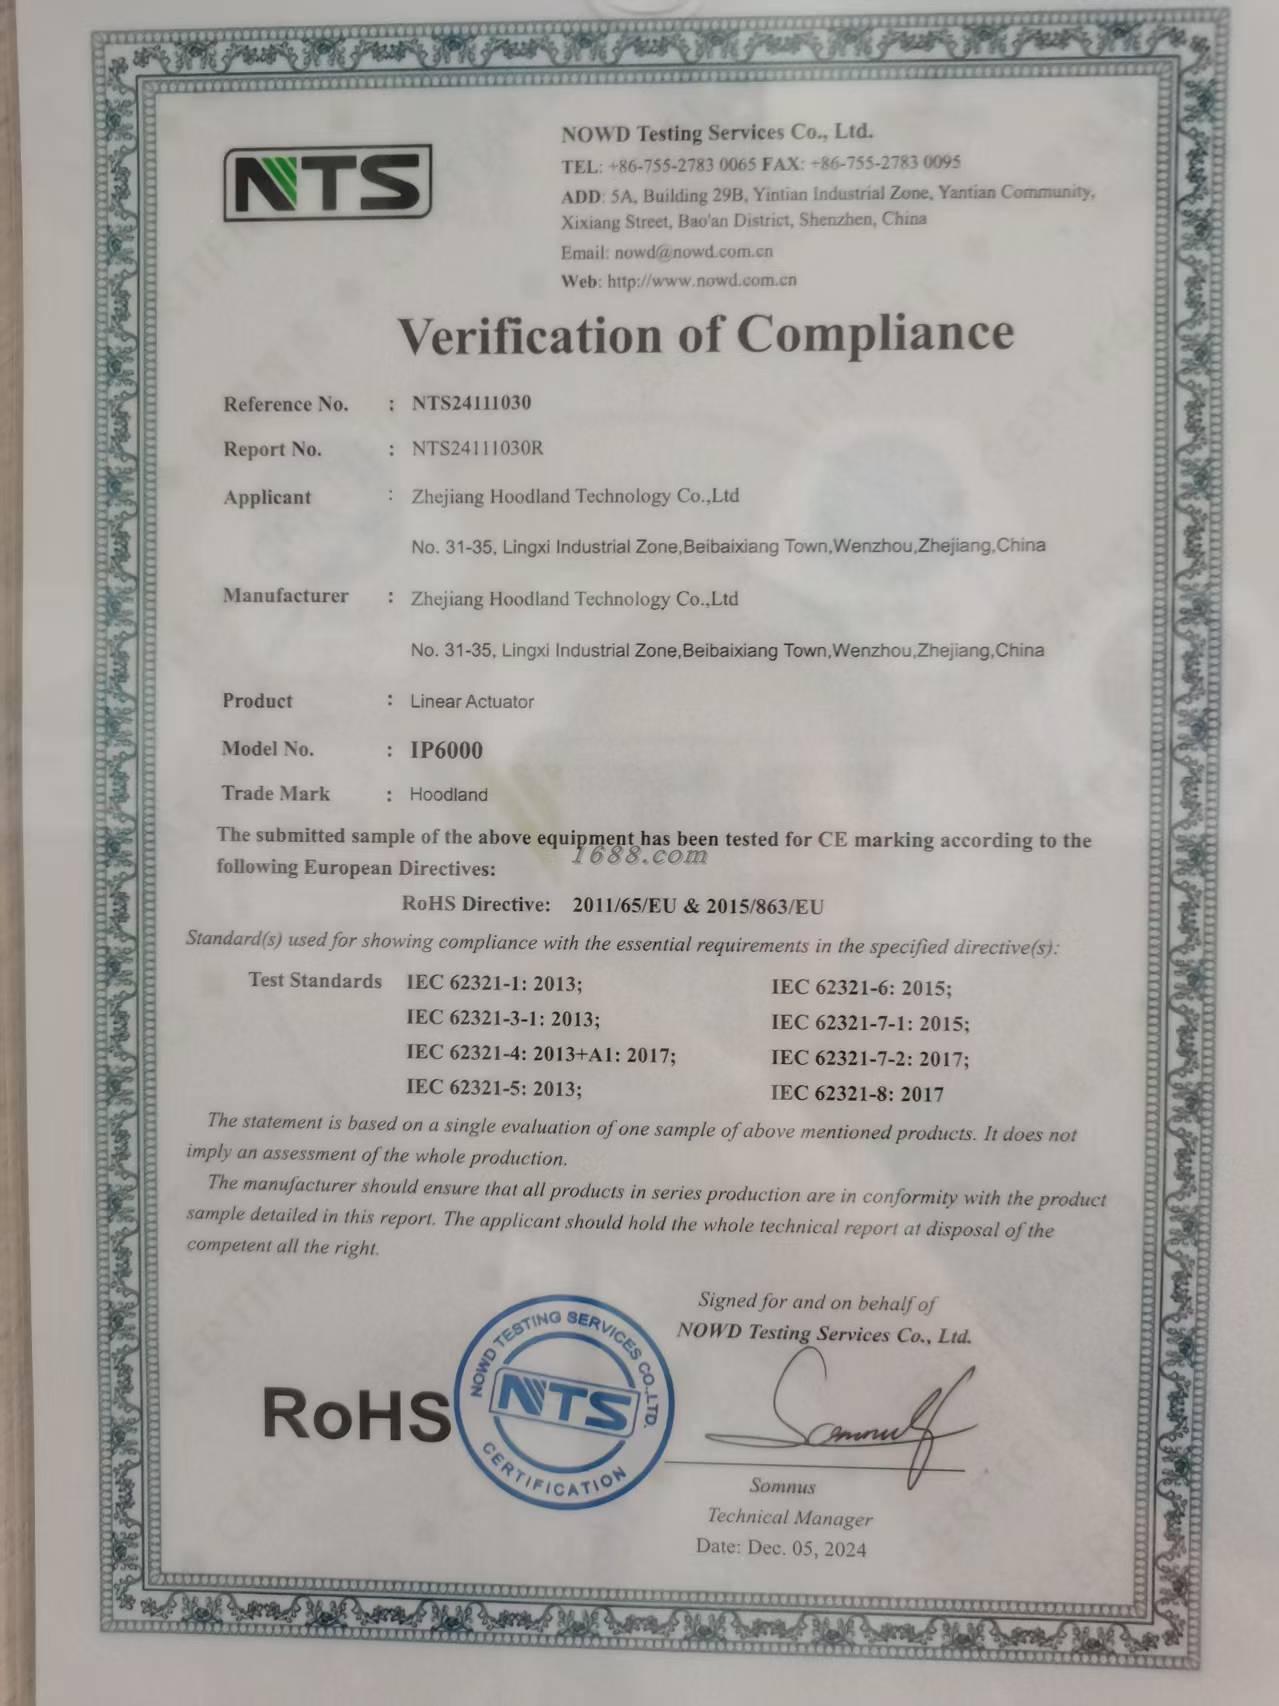 NTS
NOWD Testing Services Co., Ltd.
TEL: +86-755-2783 0065 FAX: +86-755-2783 0095
ADD: 5A, Building 29B, Yintian Industrial Zone, Yantian Community,
Xixiang Street, Bao'an District, Shenzhen, China
Email: nowd@nowd.com.cn
Web: http://www.nowd.com.cn
Verification of Compliance
Reference No. : NTS24111030
Report No. : NTS24111030R
Applicant : Zhejiang Hoodland Technology Co.,Ltd
No. 31-35, Lingxi Industrial Zone,Beibaixiang Town,Wenzhou,Zhejiang,China
Manufacturer : Zhejiang Hoodland Technology Co.,Ltd
No. 31-35, Lingxi Industrial Zone,Beibaixiang Town,Wenzhou,Zhejiang,China
Product : Linear Actuator
Model No. : IP6000
Trade Mark : Hoodland
The submitted sample of the above equipment has been tested for CE marking according to the
1688.com
following European Directives:
RoHS Directive: 2011/65/EU & 2015/863/EU
Standard(s) used for showing compliance with the essential requirements in the specified directive(s):
Test Standards IEC 62321-1: 2013; IEC 62321-6: 2015;
IEC 62321-3-1: 2013; IEC 62321-7-1: 2015;
IEC 62321-4: 2013+A1: 2017; IEC 62321-7-2: 2017;
IEC 62321-5: 2013; IEC 62321-8: 2017
The statement is based on a single evaluation of one sample of above mentioned products. It does not
imply an assessment of the whole production.
The manufacturer should ensure that all products in series production are in conformity with the product
sample detailed in this report. The applicant should hold the whole technical report at disposal of the
competent all the right.
Signed for and on behalf of
NOWD Testing Services Co., Ltd.
RoHS
NOWD TESTING SERVICES CO.,LTD.
NTS
CERTIFICATION
Somnus
Technical Manager
Date: Dec. 05, 2024